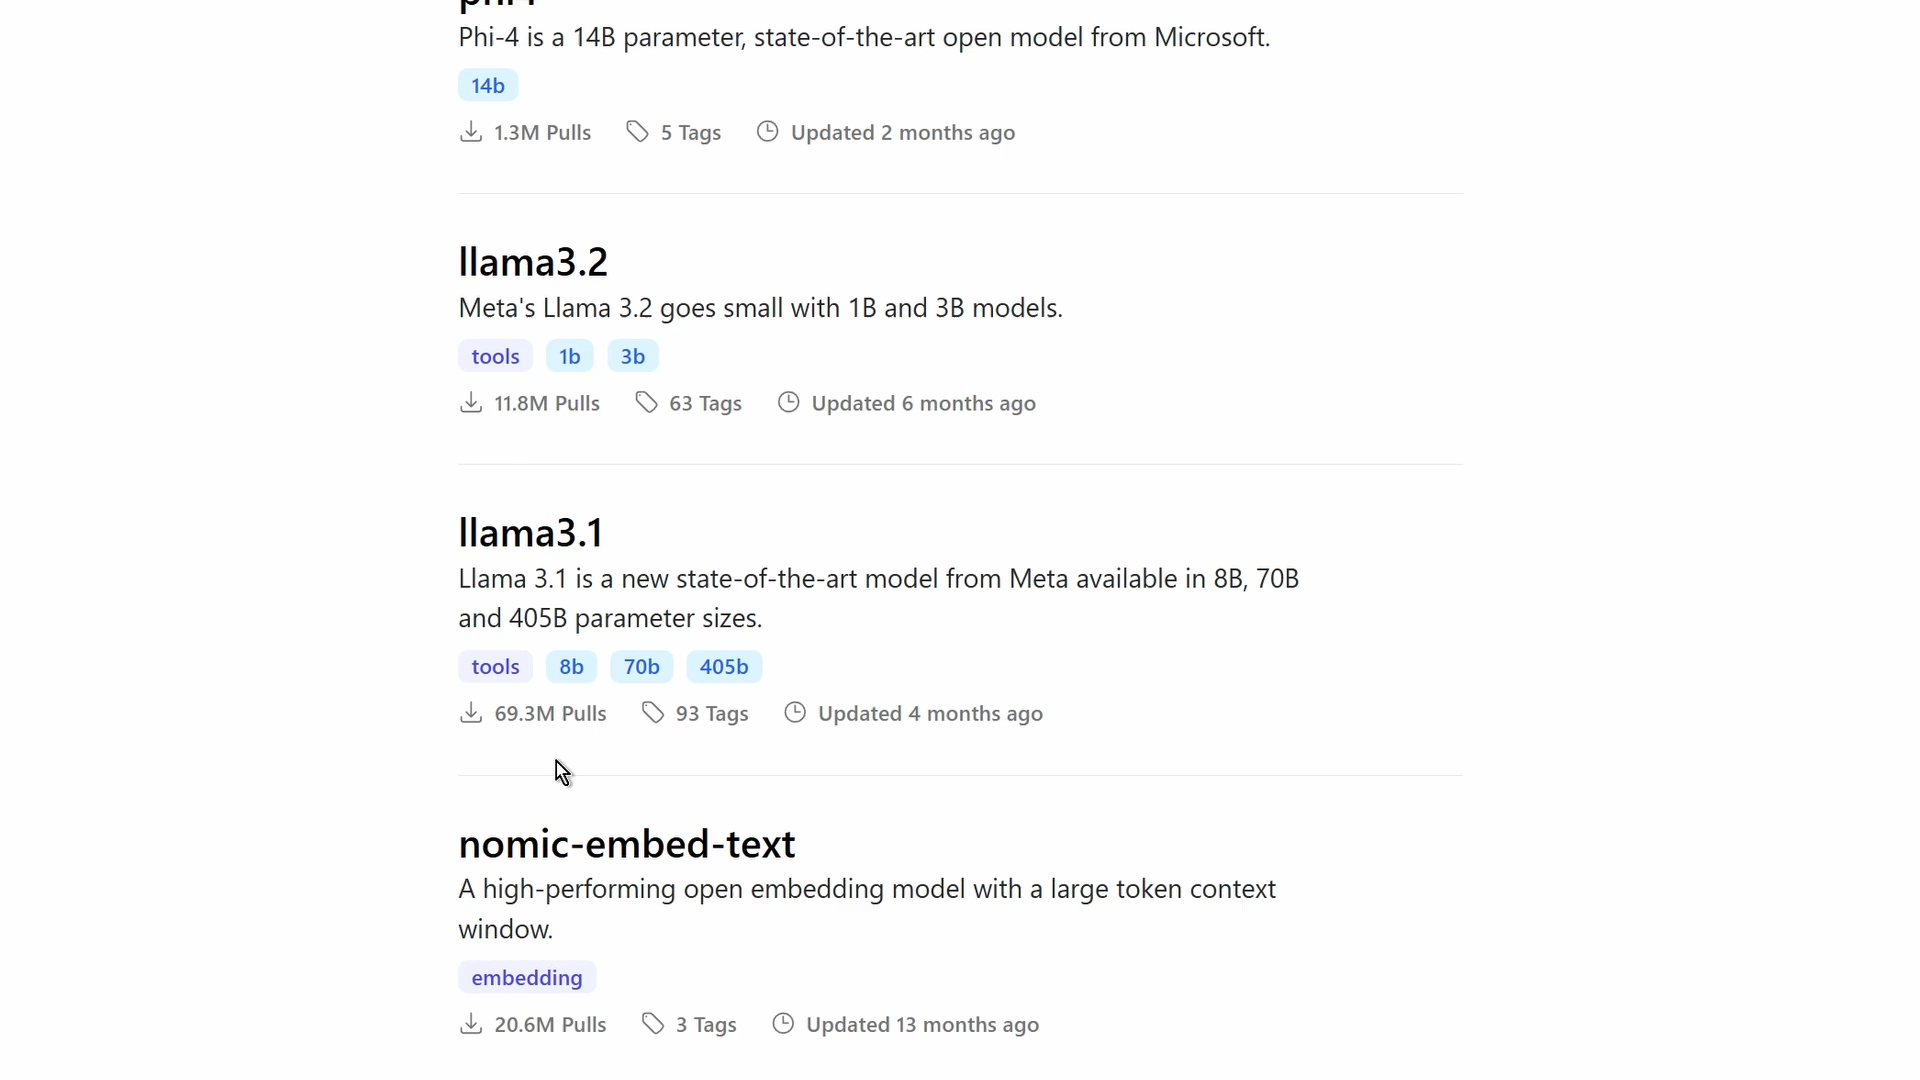 phi4
Phi-4 is a 14B parameter, state-of-the-art open model from Microsoft.
14b
1.3M Pulls 5 Tags Updated 2 months ago
llama3.2
Meta's Llama 3.2 goes small with 1B and 3B models.
tools 1b 3b
11.8M Pulls 63 Tags Updated 6 months ago
llama3.1
Llama 3.1 is a new state-of-the-art model from Meta available in 8B, 70B
and 405B parameter sizes.
tools 8b 70b 405b
69.3M Pulls 93 Tags Updated 4 months ago
nomic-embed-text
A high-performing open embedding model with a large token context
window.
embedding
20.6M Pulls 3 Tags Updated 13 months ago